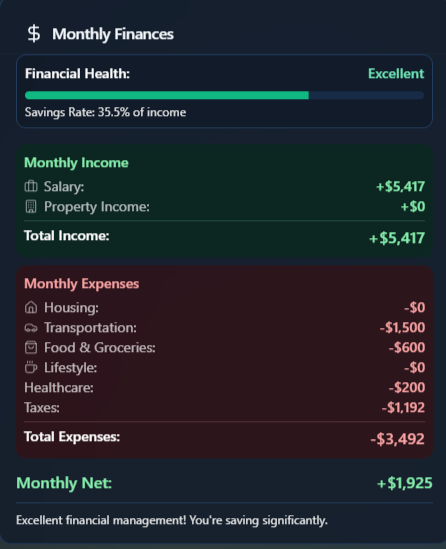 Monthly Finances
Financial Health: Excellent
Savings Rate: 35.5% of income
Monthly Income
Salary: +$5,417
Property Income: +$0
Total Income: +$5,417
Monthly Expenses
Housing: -$0
Transportation: -$1,500
Food & Groceries: -$600
Lifestyle: -$0
Healthcare: -$200
Taxes: -$1,192
Total Expenses: -$3,492
Monthly Net: +$1,925
Excellent financial management! You're saving significantly.